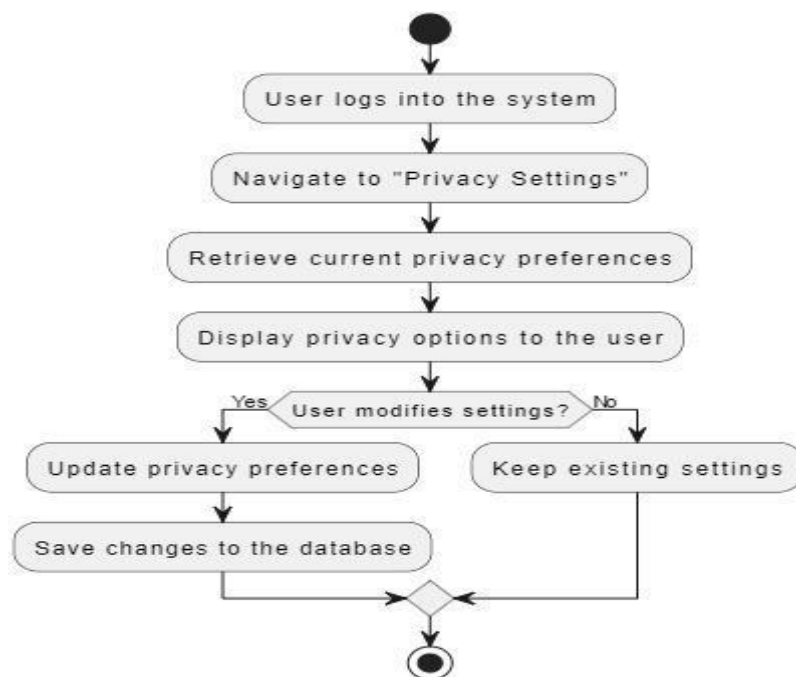 User logs into the system
Navigate to "Privacy Settings"
Retrieve current privacy preferences
Display privacy options to the user
Yes
User modifies settings?
No
Update privacy preferences
Keep existing settings
Save changes to the database